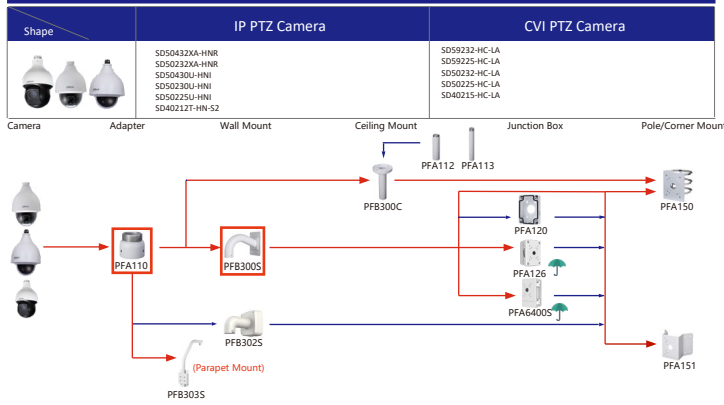 Shape
IP PTZ Camera
CVI PTZ Camera
SD50432XA-HNR
SD50232XA-HNR
SD50430U-HNI
SD50230U-HNI
SD50225U-HNI
SD40212T-HN-S2
SD59232-HC-LA
SD59225-HC-LA
SD50232-HC-LA
SD50225-HC-LA
SD40215-HC-LA
Camera
Adapter
Wall Mount
Ceiling Mount
Junction Box
Pole/Corner Mount
PFA112
PFA113
PFB300C
PFA150
PFA120
PFA110
PFB300S
PFA126
PFA6400S
PFB302S
PFA151
(Parapet Mount)
PFB303S